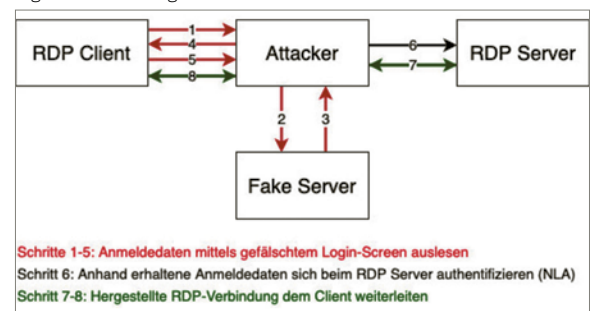 RDP Client
Attacker
RDP Server
1
4
5
8
6
7
2
3
Fake Server
Schritte 1-5: Anmeldedaten mittels gefälschtem Login-Screen auslesen
Schritt 6: Anhand erhaltene Anmeldedaten sich beim RDP Server authentifizieren (NLA)
Schritt 7-8: Hergestellte RDP-Verbindung dem Client weiterleiten